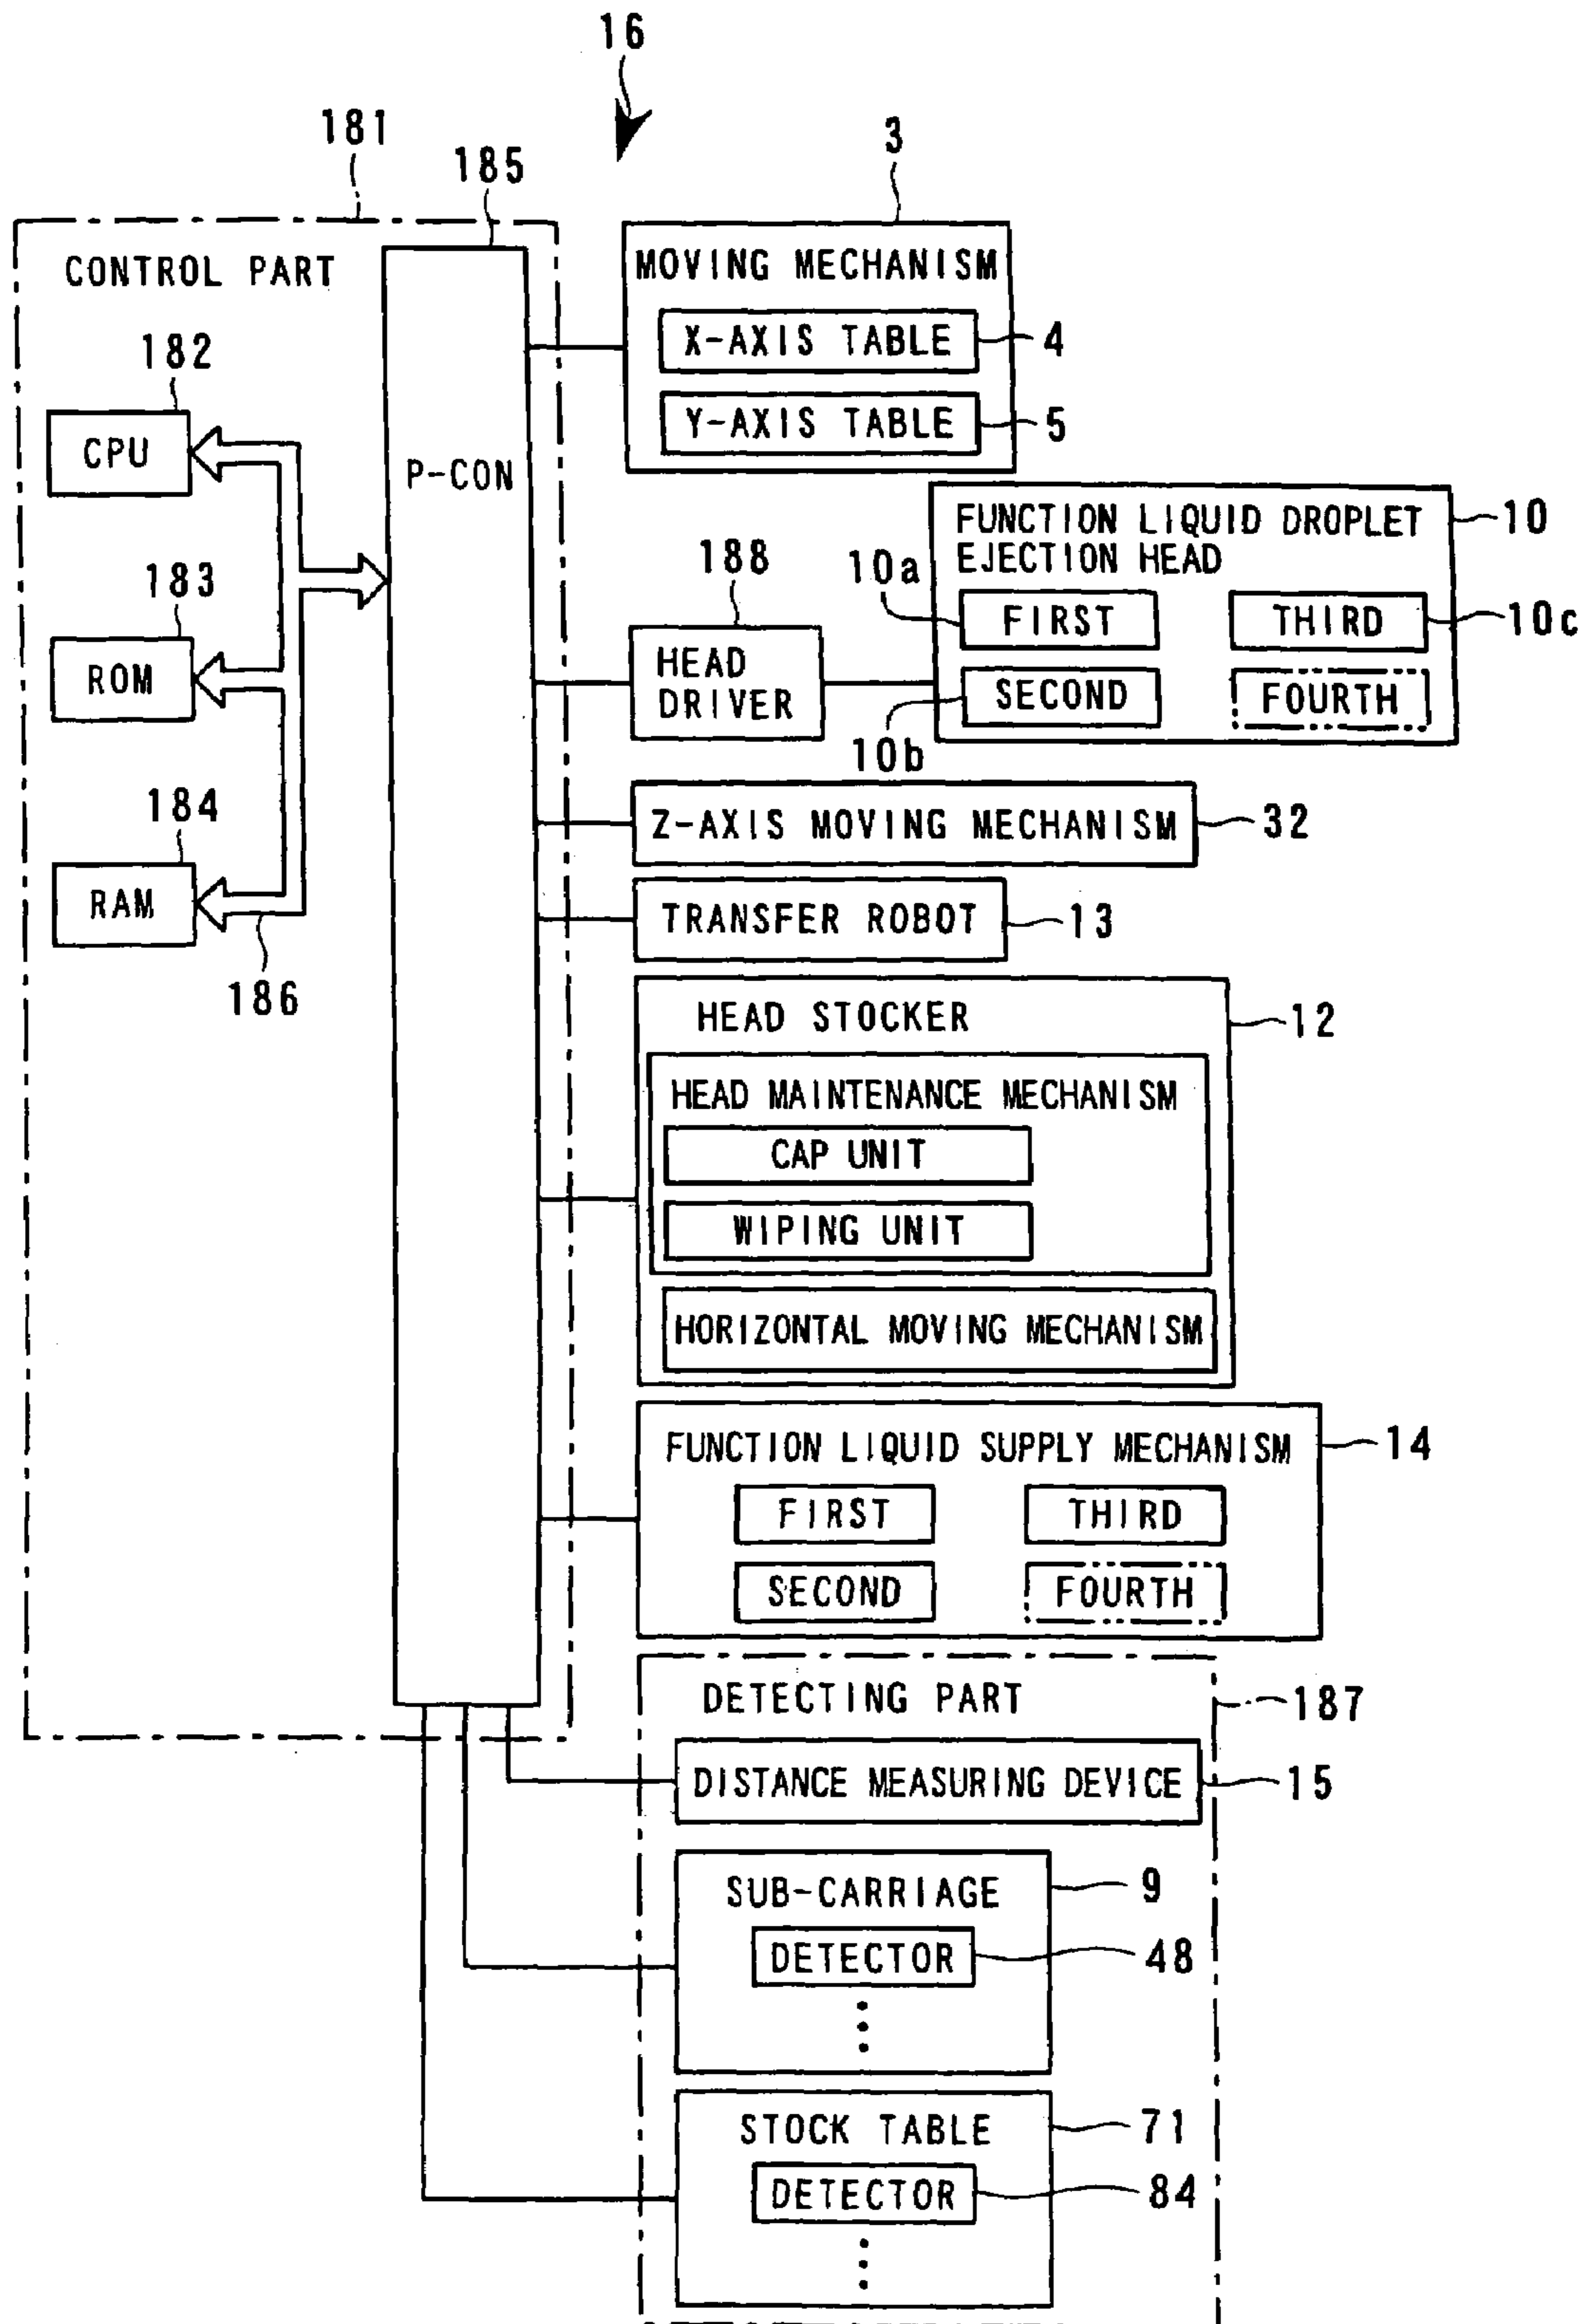 16
181
185
3
CONTROL PART
MOVING MECHANISM
X-AXIS TABLE
4
Y-AXIS TABLE
5
182
CPU
P-CON
183
ROM
184
RAM
186
188
HEAD
DRIVER
FUNCTION LIQUID DROPLET
EJECTION HEAD
10
10a
FIRST
THIRD
10c
SECOND
FOURTH
10b
Z-AXIS MOVING MECHANISM
32
TRANSFER ROBOT
13
HEAD STOCKER
12
HEAD MAINTENANCE MECHANISM
CAP UNIT
WIPING UNIT
HORIZONTAL MOVING MECHANISM
FUNCTION LIQUID SUPPLY MECHANISM
14
FIRST
THIRD
SECOND
FOURTH
DETECTING PART
187
DISTANCE MEASURING DEVICE
15
SUB-CARRIAGE
9
DETECTOR
48
STOCK TABLE
71
DETECTOR
84